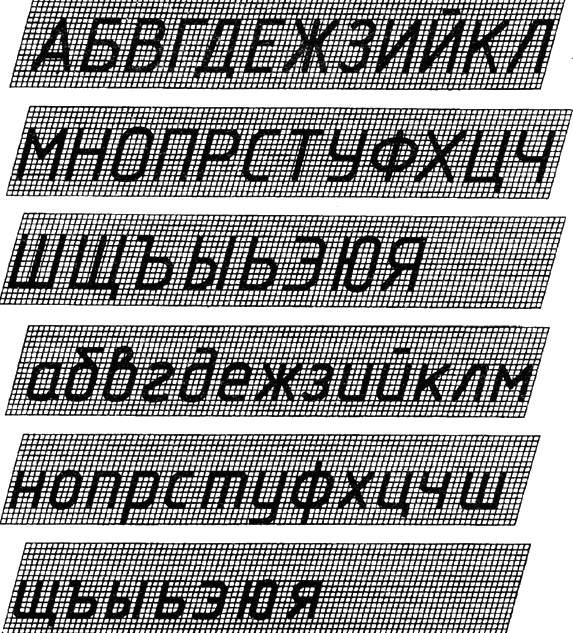 АБВГДЕЖЗИЙКЛ
МНОПРСТУФХЦЧ
ШЩЪЫЬЭЮЯ
абвгдежзийклм
нопрстуфхцчш
щъыьэюя